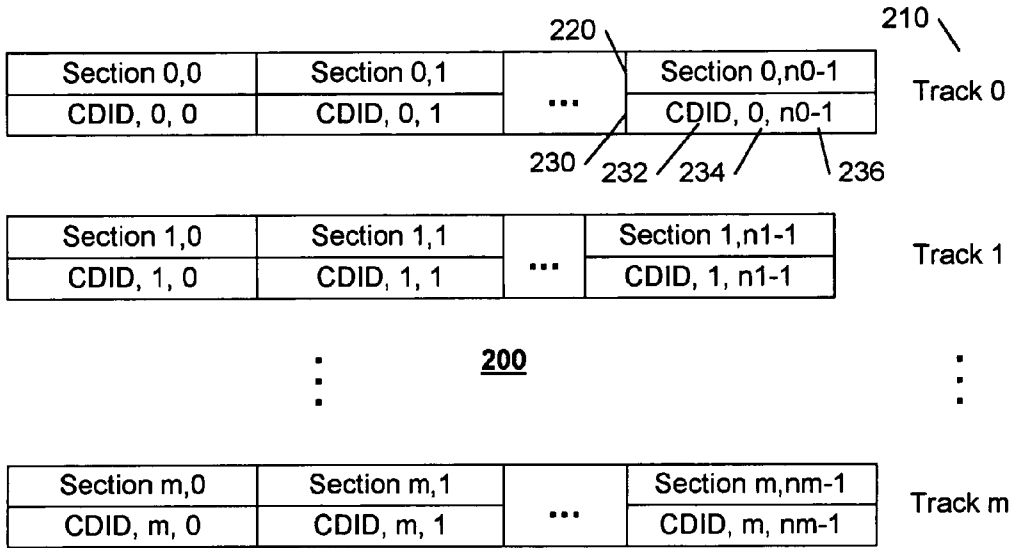 210
220
Section 0,0 Section 0,1 ... Section 0,n0-1 Track 0
CDID, 0, 0 CDID, 0, 1 CDID, 0, n0-1
230 232 234 236
Section 1,0 Section 1,1 ... Section 1,n1-1 Track 1
CDID, 1, 0 CDID, 1, 1 CDID, 1, n1-1
200
Section m,0 Section m,1 ... Section m,nm-1 Track m
CDID, m, 0 CDID, m, 1 CDID, m, nm-1